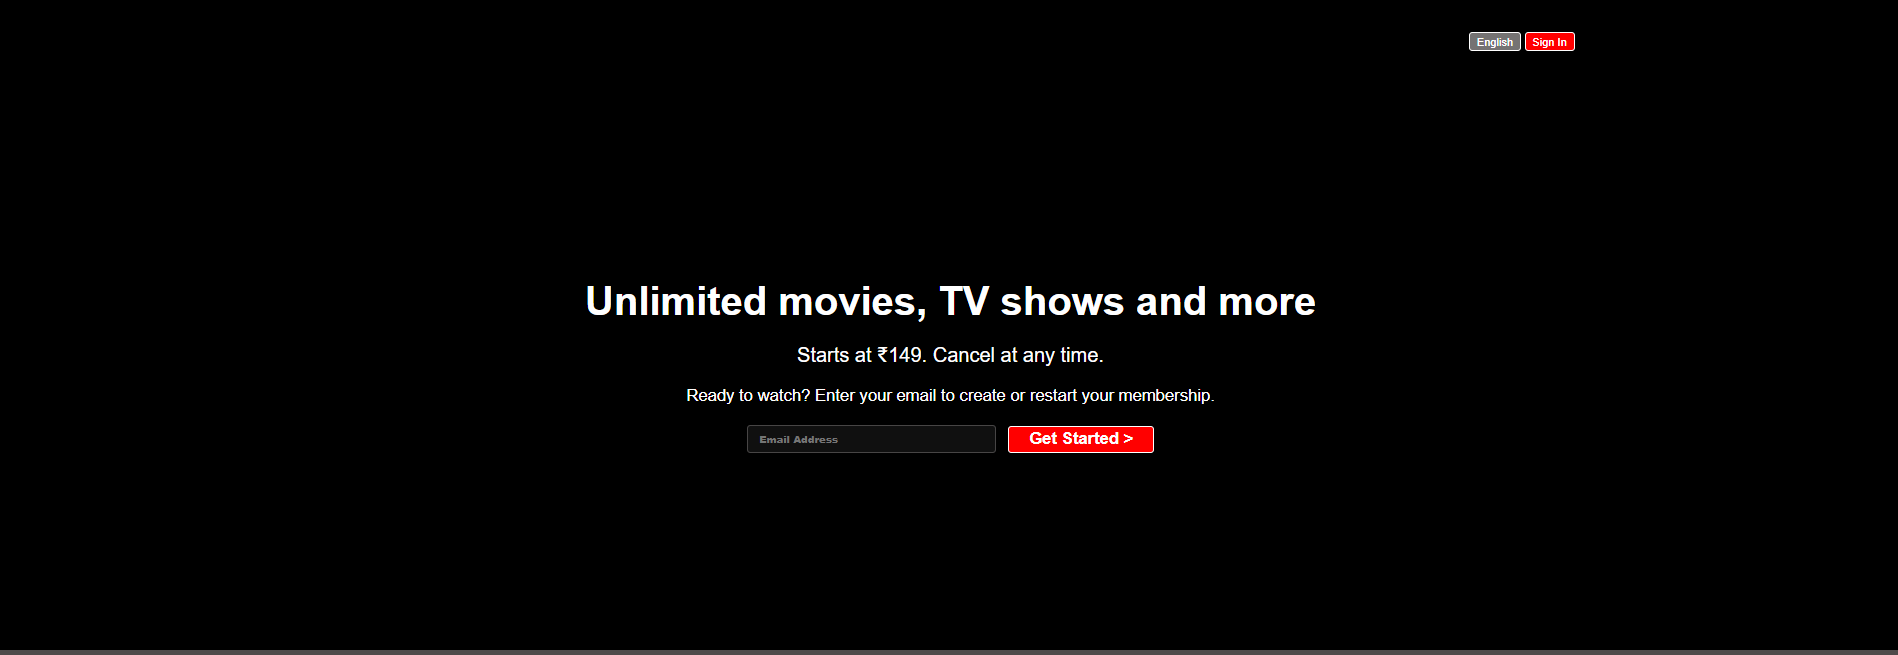 English Sign In
Unlimited movies, TV shows and more
Starts at ₹149. Cancel at any time.
Ready to watch? Enter your email to create or restart your membership.
Email Address Get Started >